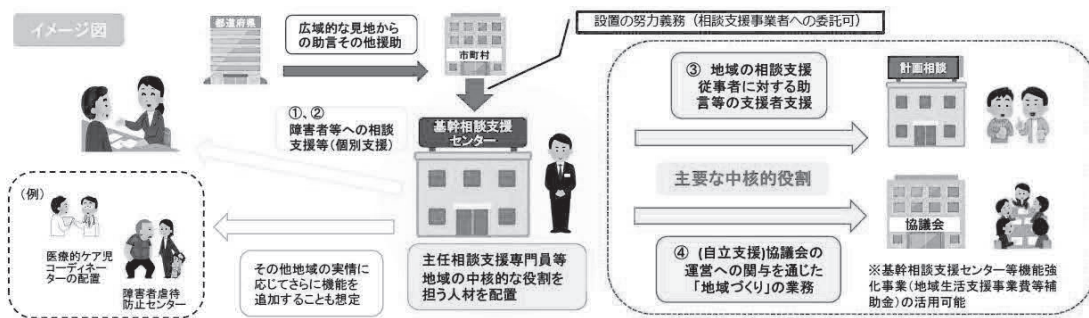 イメージ図
都道府県
広域的な見地から
の助言その他援助
市町村
設置の努力義務（相談支援事業者への委託可）
①、②
障害者等への相談
支援等（個別支援）
基幹相談支援
センター
主任相談支援専門員等
地域の中核的な役割を
担う人材を配置
（例）
医療的ケア児
コーディネー
ターの配置
障害者虐待
防止センター
その他地域の実情に
応じてさらに機能を
追加することも想定
③ 地域の相談支援
従事者に対する助
言等の支援者支援
計画相談
主要な中核的役割
協議会
④ （自立支援）協議会の
運営への関与を通じた
「地域づくり」の業務
※基幹相談支援センター等機能強
化事業（地域生活支援事業費等補
助金）の活用可能